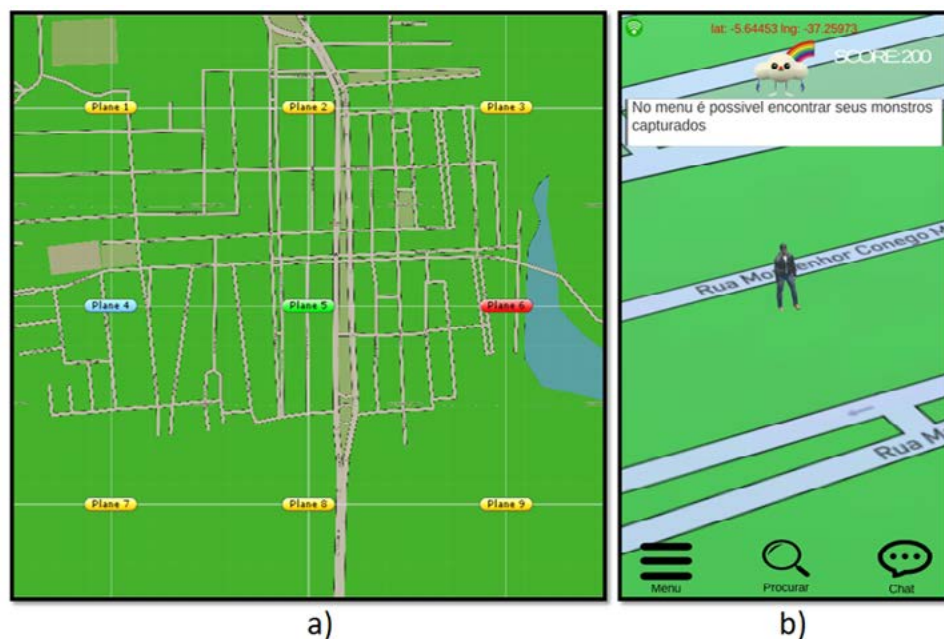 Plane 1
Plane 2
Plane 3
Plane 4
Plane 5
Plane 6
Plane 7
Plane 8
Plane 9
a)
lat: -5.64453 lng: -37.25973
SCORE:200
No menu é possivel encontrar seus monstros
capturados
Rua Mo enhor Conego M
Rua M
Menu
Procurar
Chat
b)